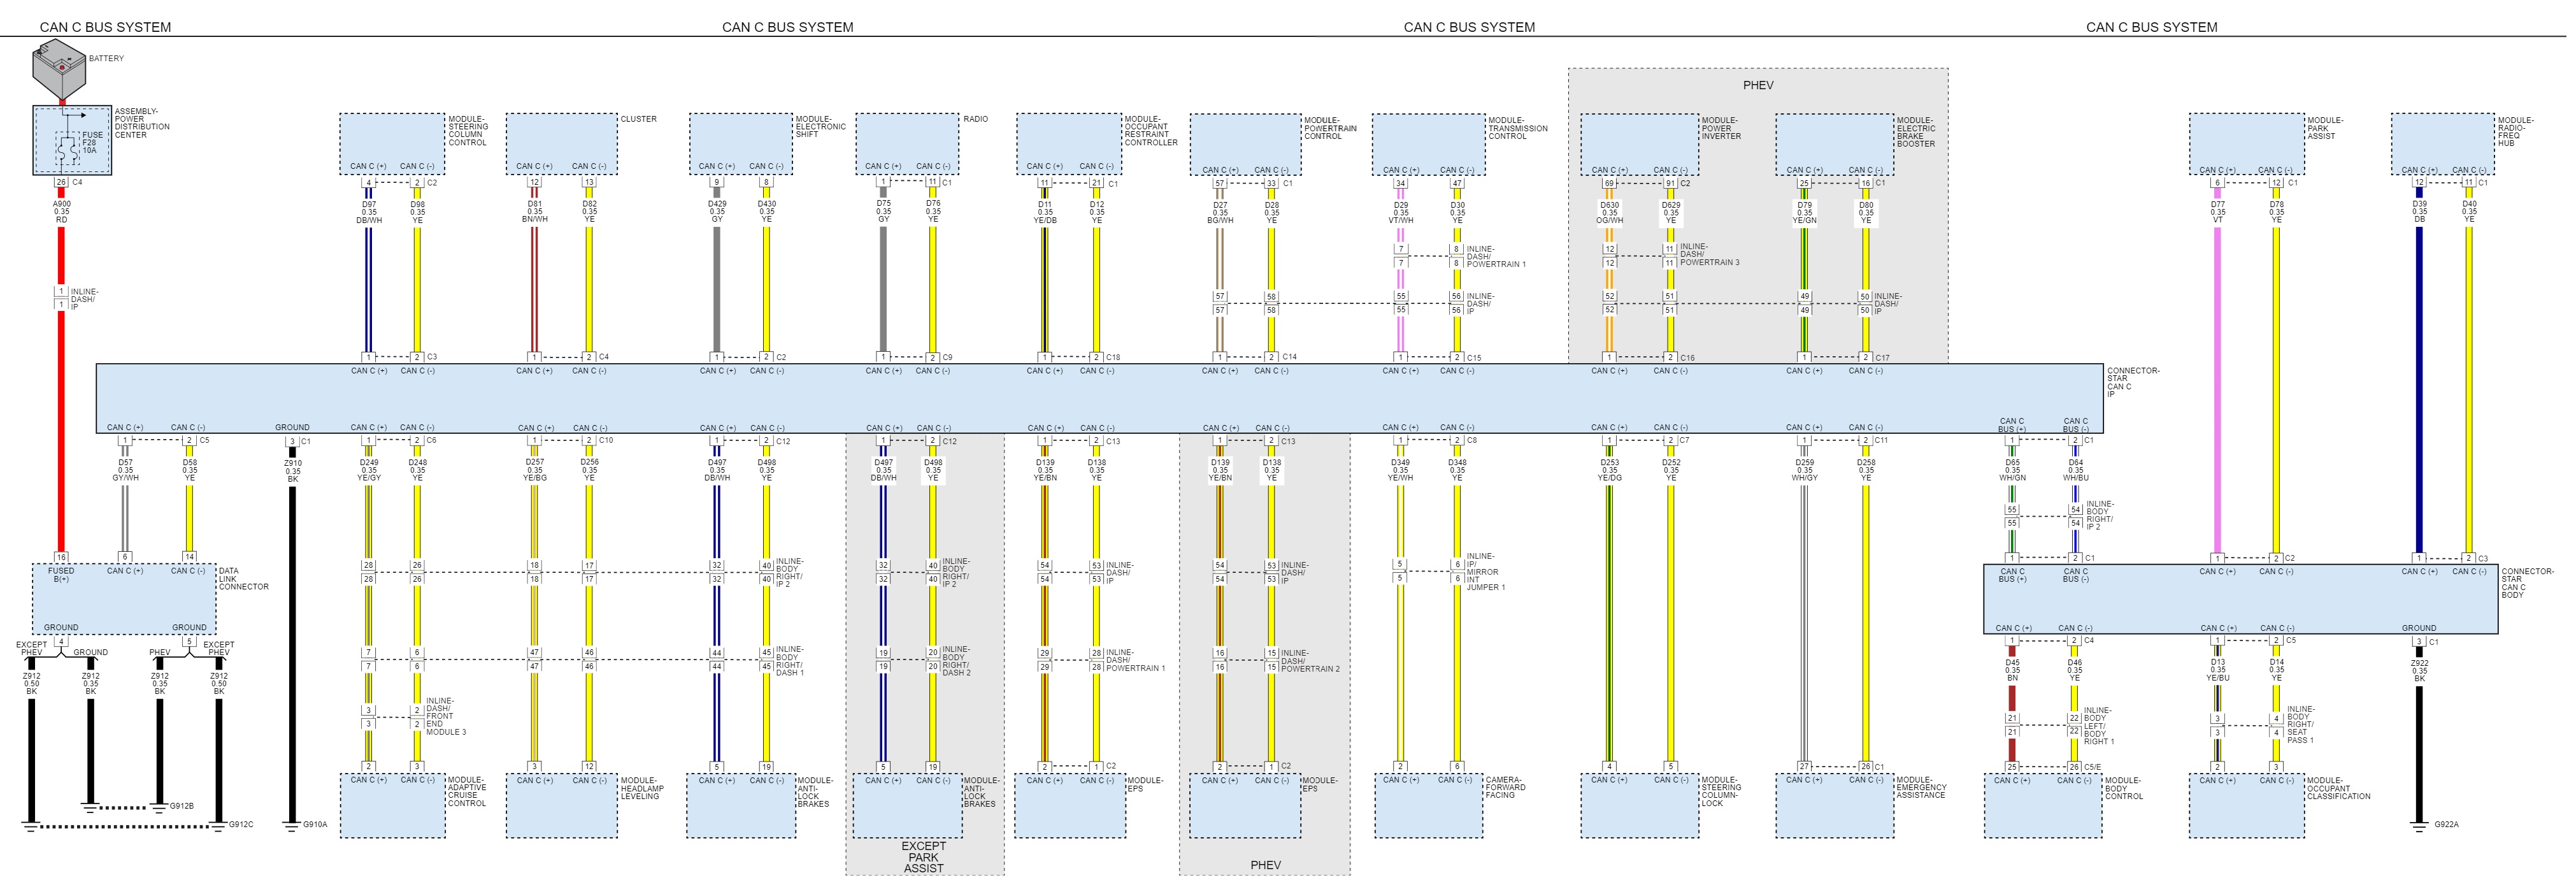 CAN C BUS SYSTEM
CAN C BUS SYSTEM
CAN C BUS SYSTEM
CAN C BUS SYSTEM
BATTERY
ASSEMBLY-
POWER
DISTRIBUTION
CENTER
FUSE
F28
10A
26 C4
A900
0.35
RD
1
1
INLINE-
DASH/
IP
16
FUSED
B(+)
MODULE-
STEERING
COLUMN
CONTROL
CAN C (+) CAN C (-)
4 2 C2
D97 D98
0.35 0.35
DB/WH YE
1 2 C3
CAN C (+) CAN C (-)
CLUSTER
CAN C (+) CAN C (-)
12 13
D81 D82
0.35 0.35
BN/WH YE
1 2 C4
CAN C (+) CAN C (-)
MODULE-
ELECTRONIC
SHIFT
CAN C (+) CAN C (-)
9 8
D429 D430
0.35 0.35
GY YE
1 2 C2
CAN C (+) CAN C (-)
RADIO
CAN C (+) CAN C (-)
1 11 C1
D75 D76
0.35 0.35
GY YE
1 2 C9
CAN C (+) CAN C (-)
MODULE-
OCCUPANT
RESTRAINT
CONTROLLER
CAN C (+) CAN C (-)
11 21 C1
D11 D12
0.35 0.35
YE/DB YE
1 2 C18
CAN C (+) CAN C (-)
MODULE-
POWERTRAIN
CONTROL
CAN C (+) CAN C (-)
57 33 C1
D27 D28
0.35 0.35
BG/WH YE
57 58
57 58
1 2 C14
CAN C (+) CAN C (-)
MODULE-
TRANSMISSION
CONTROL
CAN C (+) CAN C (-)
34 47
D29 D30
0.35 0.35
VT/WH YE
7 8
7 8
INLINE-
DASH/
POWERTRAIN 1
55 56
55 56
INLINE-
DASH/
IP
1 2 C15
CAN C (+) CAN C (-)
PHEV
MODULE-
POWER
INVERTER
CAN C (+) CAN C (-)
69 91 C2
D630 D629
0.35 0.35
OG/WH YE
12 11
12 11
INLINE-
DASH/
POWERTRAIN 3
52 51
52 51
1 2 C16
CAN C (+) CAN C (-)
MODULE-
ELECTRIC
BRAKE
BOOSTER
CAN C (+) CAN C (-)
25 16 C1
D79 D80
0.35 0.35
YE/GN YE
49 50
49 50
INLINE-
DASH/
IP
1 2 C17
CAN C (+) CAN C (-)
MODULE-
PARK
ASSIST
CAN C (+) CAN C (-)
6 12 C1
D77 D78
0.35 0.35
VT YE
1 2 C2
CAN C (+) CAN C (-)
MODULE-
RADIO-
FREQ
HUB
CAN C (+) CAN C (-)
12 11 C1
D39 D40
0.35 0.35
DB YE
1 2 C3
CAN C (+) CAN C (-)
CONNECTOR-
STAR
CAN C
IP
CAN C (+) CAN C (-)
1 2 C5
D57 D58
0.35 0.35
GY/WH YE
6 14
CAN C (+) CAN C (-)
DATA
LINK
CONNECTOR
GROUND GROUND
4 5
EXCEPT
PHEV
GROUND
PHEV
EXCEPT
PHEV
Z912 Z912 Z912 Z912
0.50 0.35 0.35 0.50
BK BK BK BK
G912B
G912C
GROUND
3 C1
Z910
0.35
BK
G910A
CAN C (+) CAN C (-)
1 2 C6
D249 D248
0.35 0.35
YE/GY YE
28 26
28 26
7 6
7 6
3 2
3 2
INLINE-
DASH/
FRONT
END
MODULE 3
2 3
CAN C (+) CAN C (-)
MODULE-
ADAPTIVE
CRUISE
CONTROL
CAN C (+) CAN C (-)
1 2 C10
D257 D256
0.35 0.35
YE/BG YE
18 17
18 17
47 46
47 46
3 12
CAN C (+) CAN C (-)
MODULE-
HEADLAMP
LEVELING
CAN C (+) CAN C (-)
1 2 C12
D497 D498
0.35 0.35
DB/WH YE
32 40
32 40
INLINE-
BODY
RIGHT/
IP 2
44 45
44 45
INLINE-
BODY
RIGHT/
DASH 1
5 19
CAN C (+) CAN C (-)
MODULE-
ANTI-
LOCK
BRAKES
CAN C (+) CAN C (-)
1 2 C12
D497 D498
0.35 0.35
DB/WH YE
32 40
32 40
INLINE-
BODY
RIGHT/
IP 2
19 20
19 20
INLINE-
BODY
RIGHT/
DASH 2
5 19
CAN C (+) CAN C (-)
MODULE-
ANTI-
LOCK
BRAKES
EXCEPT
PARK
ASSIST
CAN C (+) CAN C (-)
1 2 C13
D139 D138
0.35 0.35
YE/BN YE
54 53
54 53
INLINE-
DASH/
IP
29 28
29 28
INLINE-
DASH/
POWERTRAIN 1
2 1 C2
CAN C (+) CAN C (-)
MODULE-
EPS
CAN C (+) CAN C (-)
1 2 C13
D139 D138
0.35 0.35
YE/BN YE
54 53
54 53
INLINE-
DASH/
IP
16 15
16 15
INLINE-
DASH/
POWERTRAIN 2
2 1 C2
CAN C (+) CAN C (-)
MODULE-
EPS
PHEV
CAN C (+) CAN C (-)
1 2 C8
D349 D348
0.35 0.35
YE/WH YE
5 6
5 6
INLINE-
IP/
MIRROR
INT
JUMPER 1
2 6
CAN C (+) CAN C (-)
CAMERA-
FORWARD
FACING
CAN C (+) CAN C (-)
1 2 C7
D253 D252
0.35 0.35
YE/DG YE
4 5
CAN C (+) CAN C (-)
MODULE-
STEERING
COLUMN-
LOCK
CAN C (+) CAN C (-)
1 2 C11
D259 D258
0.35 0.35
WH/GY YE
27 26 C1
CAN C (+) CAN C (-)
MODULE-
EMERGENCY
ASSISTANCE
CAN C CAN C
BUS (+) BUS (-)
1 2 C1
D65 D64
0.35 0.35
WH/GN WH/BU
55 54
55 54
INLINE-
BODY
RIGHT/
IP 2
1 2 C1
CAN C CAN C
BUS (+) BUS (-)
CONNECTOR-
STAR
CAN C
BODY
CAN C (+) CAN C (-)
1 2 C4
D45 D46
0.35 0.35
BN YE
21 22
21 22
INLINE-
BODY
LEFT/
BODY
RIGHT 1
25 26 C5/E
CAN C (+) CAN C (-)
MODULE-
BODY
CONTROL
CAN C (+) CAN C (-)
1 2 C5
D13 D14
0.35 0.35
YE/BU YE
3 4
3 4
INLINE-
BODY
RIGHT/
SEAT
PASS 1
2 3
CAN C (+) CAN C (-)
MODULE-
OCCUPANT
CLASSIFICATION
GROUND
3 C1
Z922
0.35
BK
G922A